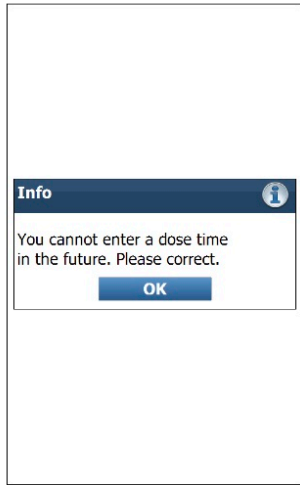 Info
You cannot enter a dose time
in the future. Please correct.
OK